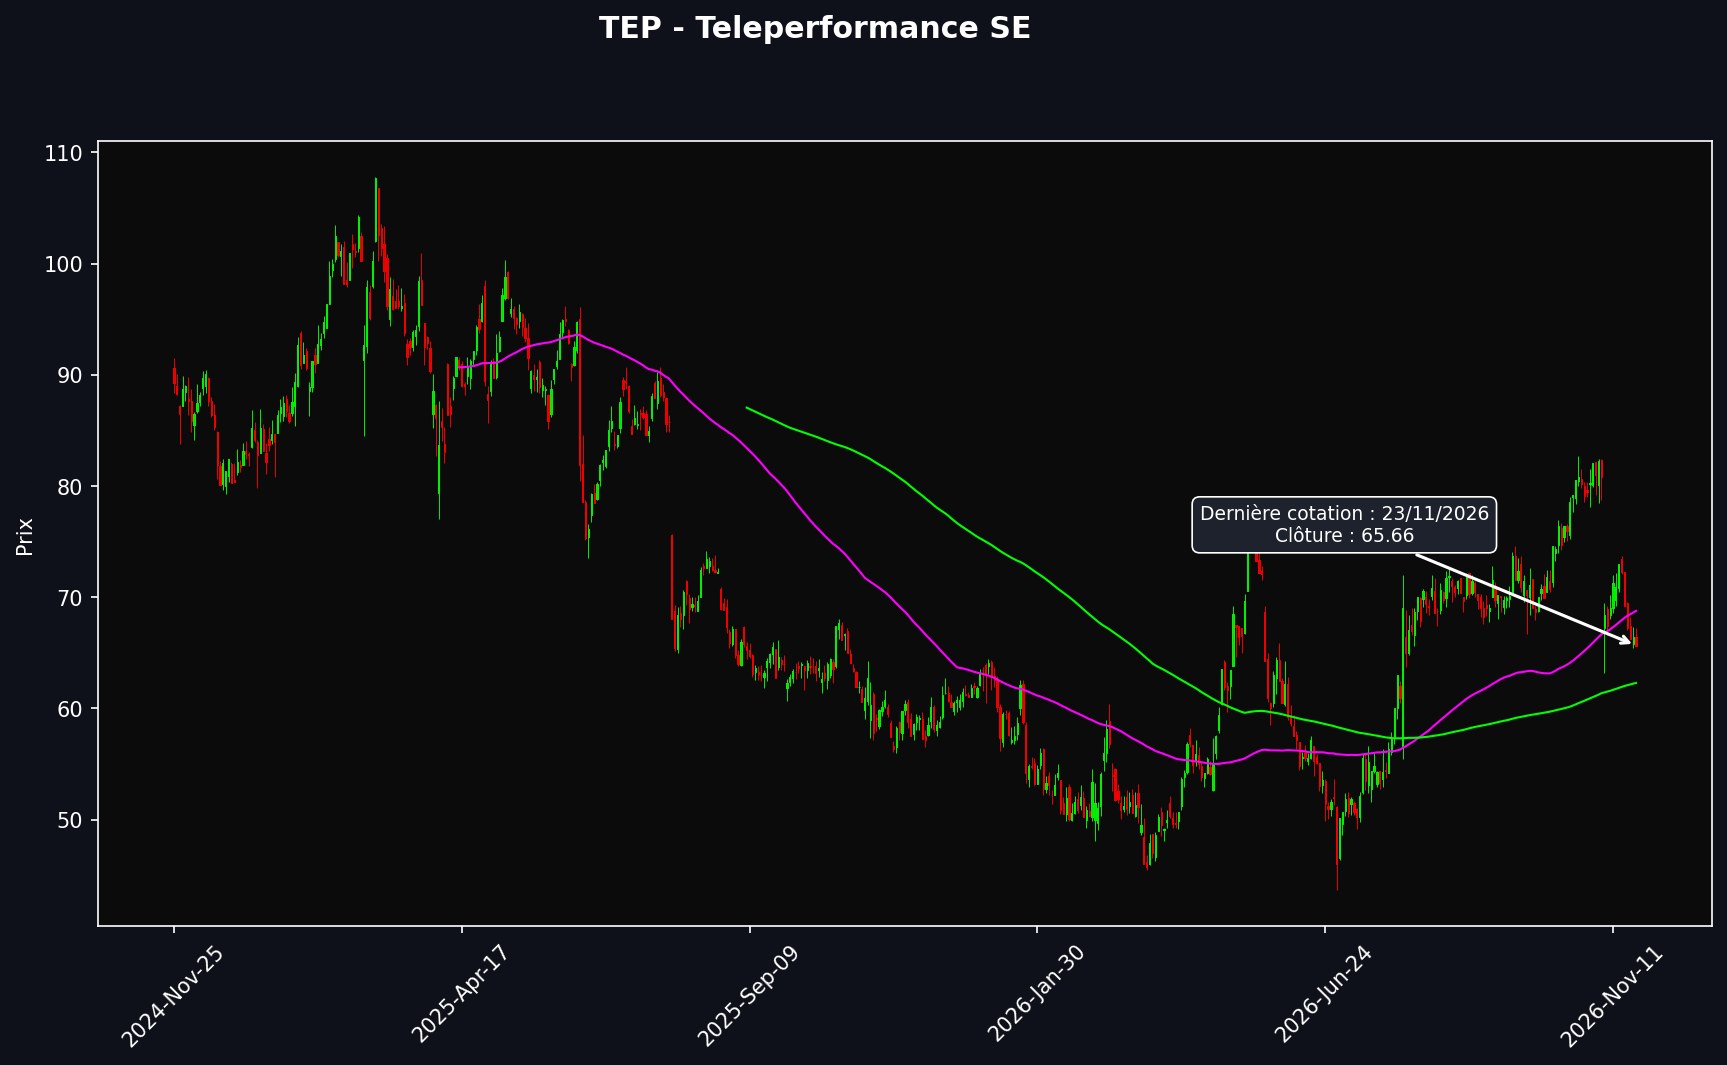 TEP - Teleperformance SE
Prix
110
100
90
80
70
60
50
Dernière cotation : 23/11/2026
Clôture : 65.66
2024-Nov-25
2025-Apr-17
2025-Sep-09
2026-Jan-30
2026-Jun-24
2026-Nov-11